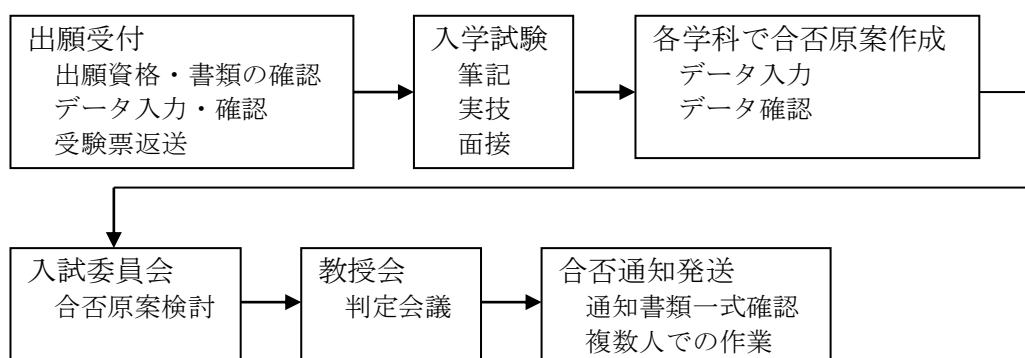 出願受付
出願資格・書類の確認
データ入力・確認
受験票返送
入学試験
筆記
実技
面接
各学科で合否原案作成
データ入力
データ確認
入試委員会
合否原案検討
教授会
判定会議
合否通知発送
通知書類一式確認
複数人での作業